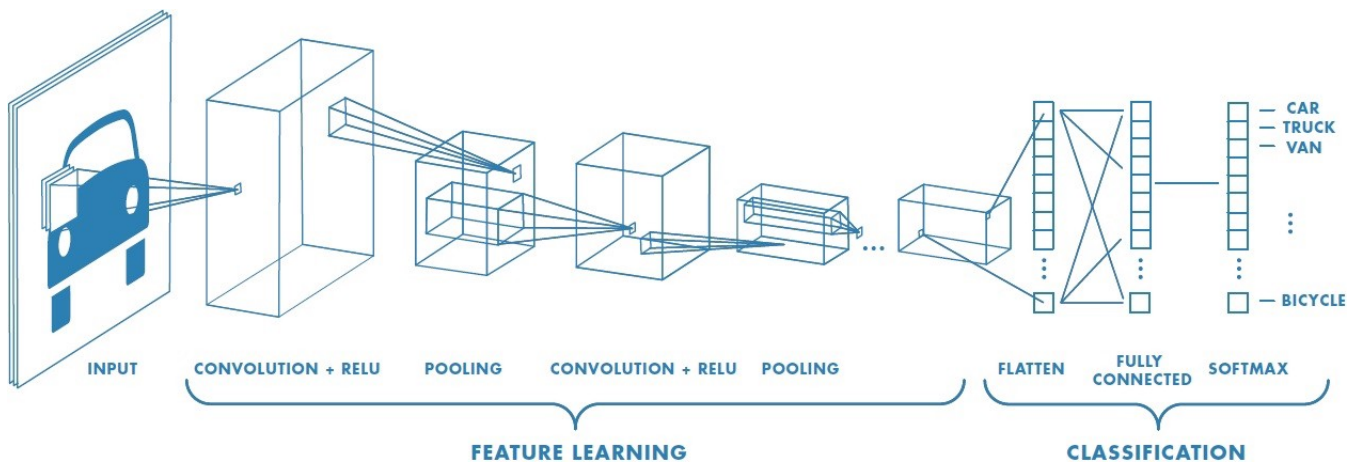 CAR
TRUCK
VAN
BICYCLE
INPUT
CONVOLUTION + RELU
POOLING
CONVOLUTION + RELU
POOLING
FLATTEN
FULLY
CONNECTED
SOFTMAX
FEATURE LEARNING
CLASSIFICATION